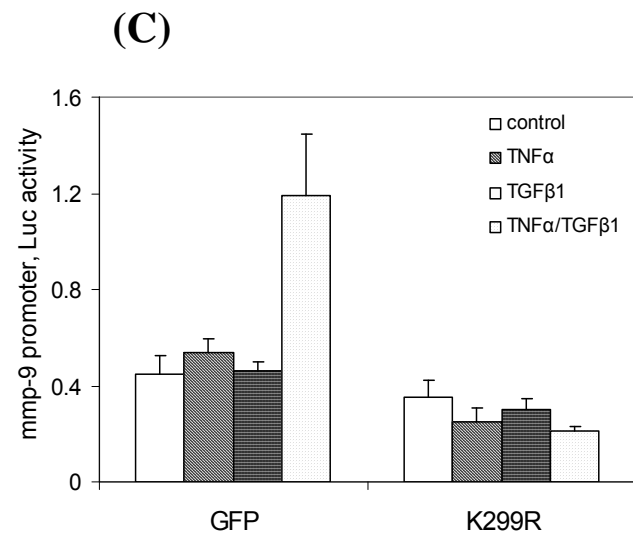 (C)
mmp-9 promoter, Luc activity
1.6
1.2
0.8
0.4
0
control
TNFα
TGFβ1
TNFα/TGFβ1
GFP
K299R